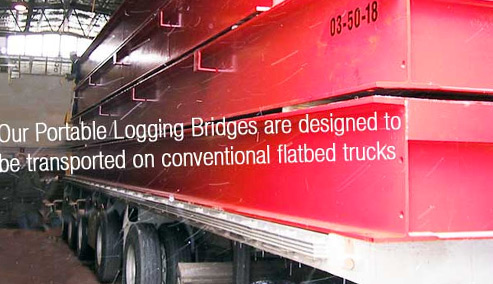 03-50-18
Our Portable Logging Bridges are designed to
be transported on conventional flatbed trucks